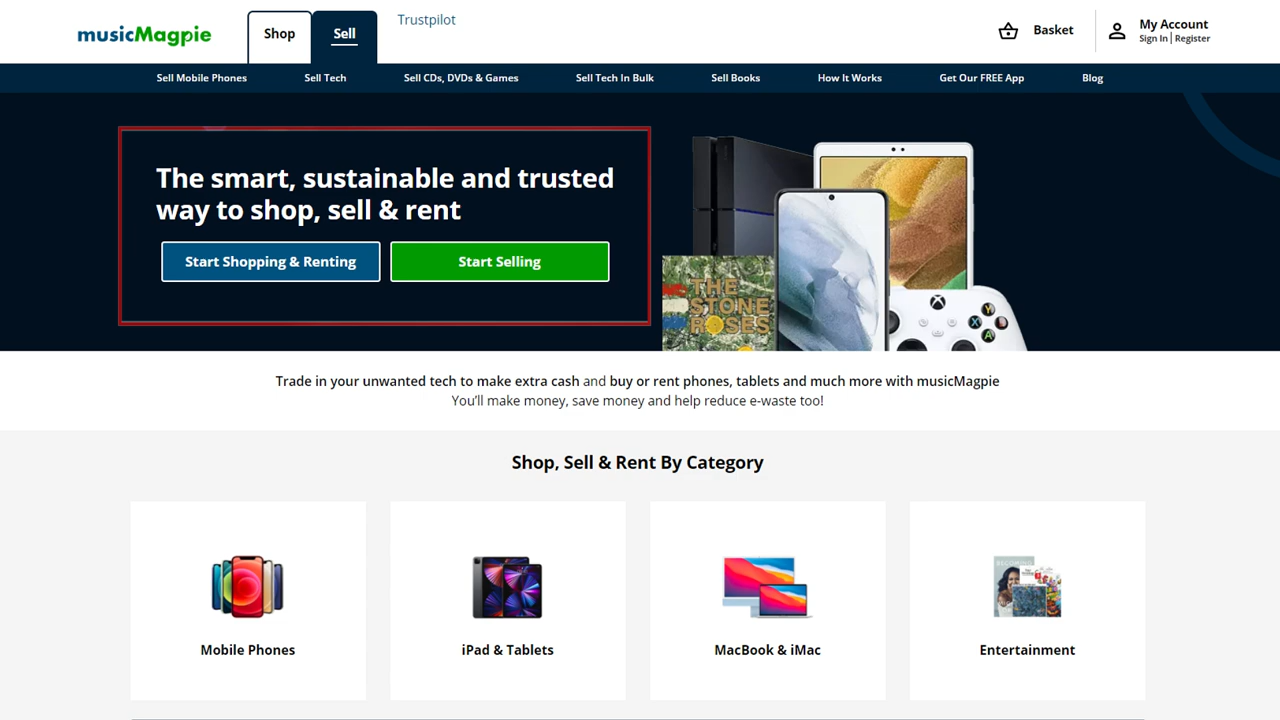 musicMagpie
Shop
Sell
Trustpilot
Basket
My Account
Sign In | Register
Sell Mobile Phones
Sell Tech
Sell CDs, DVDs & Games
Sell Tech In Bulk
Sell Books
How It Works
Get Our FREE App
Blog
The smart, sustainable and trusted
way to shop, sell & rent
Start Shopping & Renting
Start Selling
THE
STONE
ROSES
X
Y
B
A
Trade in your unwanted tech to make extra cash and buy or rent phones, tablets and much more with musicMagpie
You’ll make money, save money and help reduce e-waste too!
Shop, Sell & Rent By Category
BECOMING
Mobile Phones
iPad & Tablets
MacBook & iMac
Entertainment